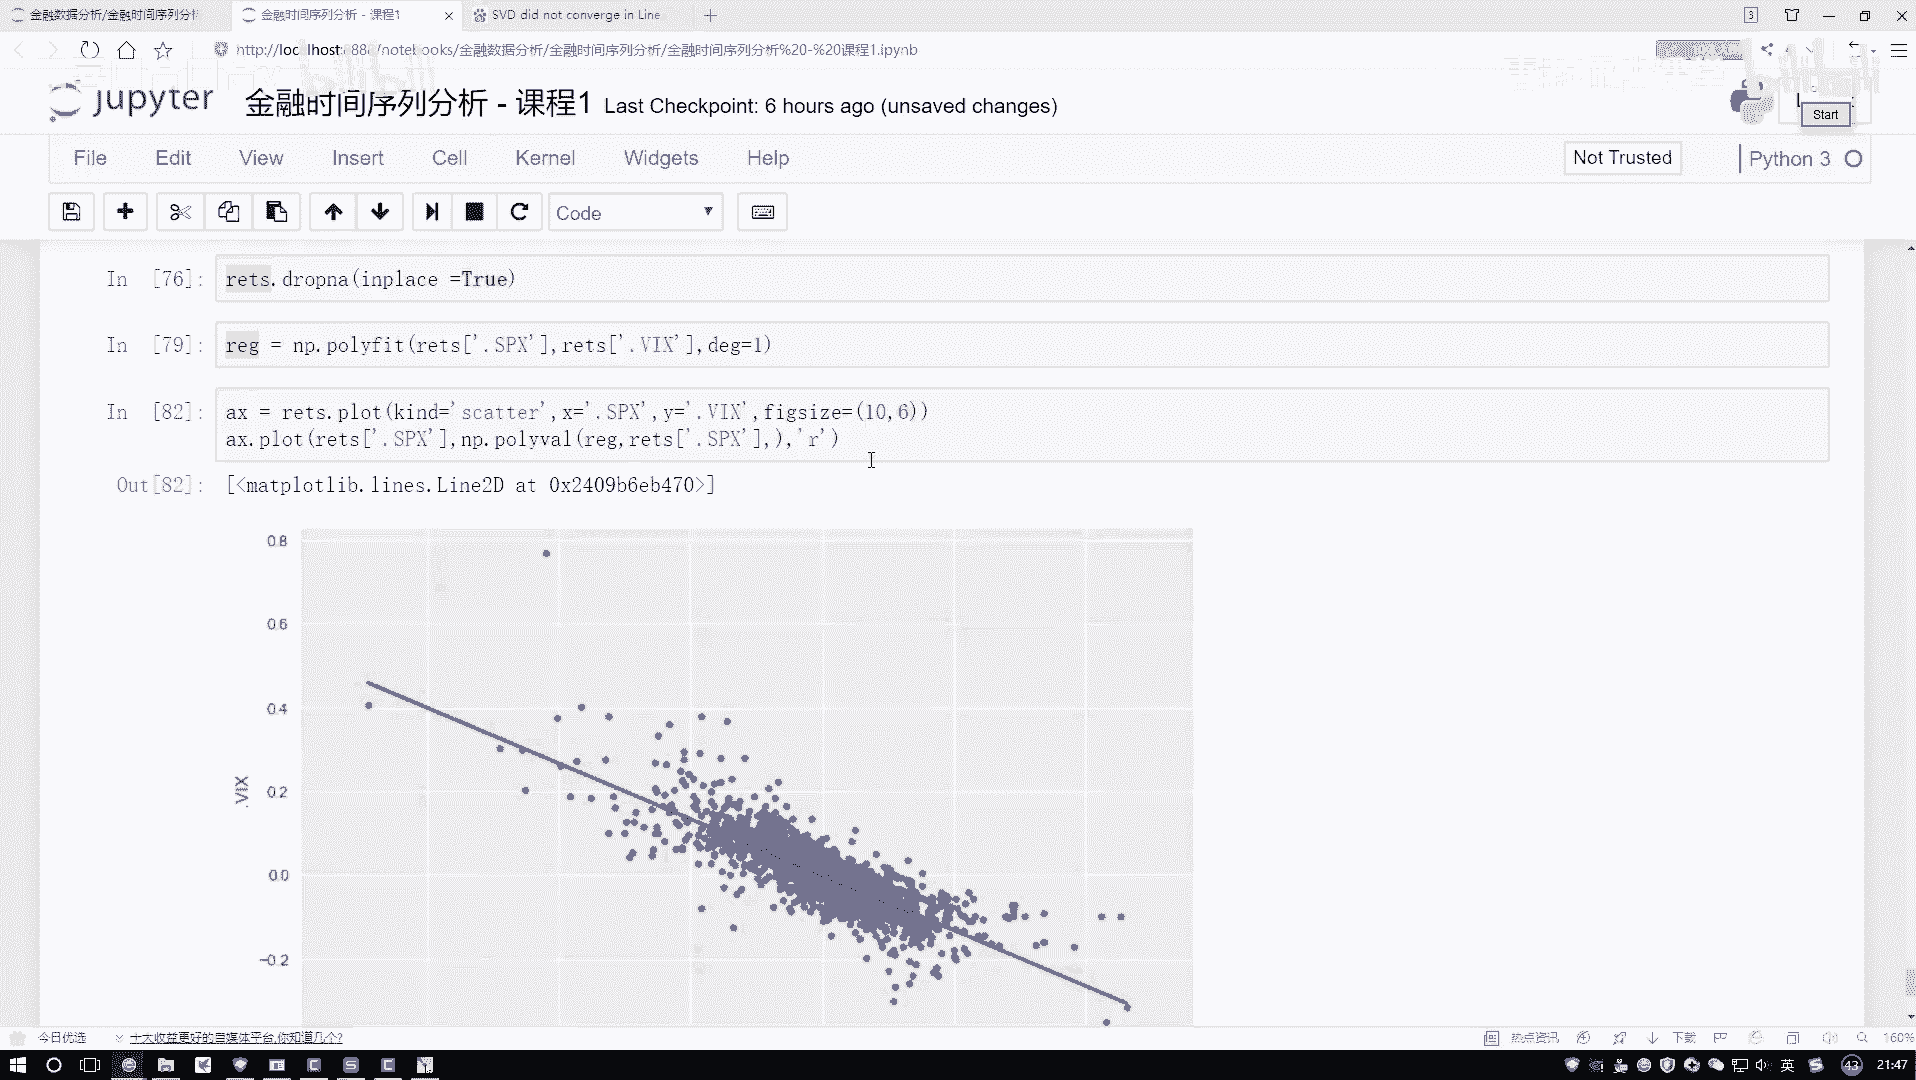 金融数据分析/金融时间序列分析
金融时间序列分析 - 课程1
SVD did not converge in Line
3
http://localhost:888/notebooks/金融数据分析/金融时间序列分析/金融时间序列分析%20-%20课程1.ipynb
jupyter 金融时间序列分析 - 课程1 Last Checkpoint: 6 hours ago (unsaved changes)
Start
File Edit View Insert Cell Kernel Widgets Help
Not Trusted
Python 3
Code
In [76]: rets.dropna(inplace =True)
In [79]: reg = np.polyfit(rets['.SPX'],rets['.VIX'],deg=1)
In [82]: ax = rets.plot(kind='scatter',x='.SPX',y='.VIX',figsize=(10,6))
ax.plot(rets['.SPX'],np.polyval(reg,rets['.SPX'],),'r')
Out[82]: [<matplotlib.lines.Line2D at 0x2409b6eb470>]
0.8
0.6
0.4
0.2
0.0
−0.2
.VIX
今日优选
十大收益更好的自媒体平台,你知道几个?
热点资讯
下载
160%
英
43
21:47